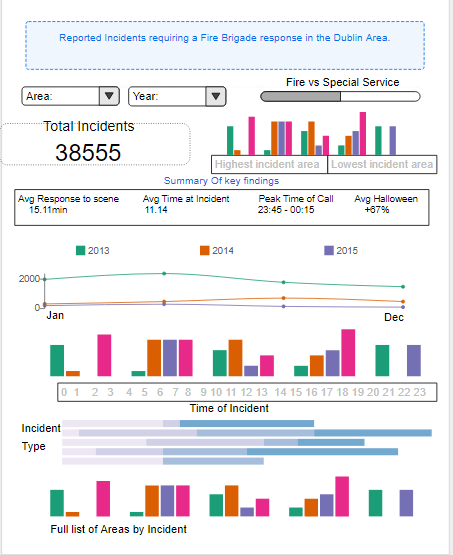 Reported Incidents requiring a Fire Brigade response in the Dublin Area.
Fire vs Special Service
Area: Year:
Total Incidents
38555
Highest incident area Lowest incident area
Summary Of key findings
Avg Response to scene Avg Time at Incident Peak Time of Call Avg Halloween
15.11min 11.14 23:45 - 00:15 +67%
2013 2014 2015
2000
0
Jan Dec
0 1 2 3 4 5 6 7 8 9 10 11 12 13 14 15 16 17 18 19 20 21 22 23
Time of Incident
Incident
Type
Full list of Areas by Incident